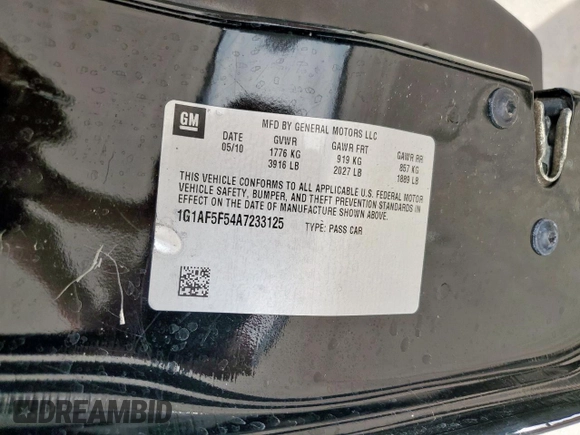 GM
MFD BY GENERAL MOTORS LLC
DATE GVWR GAWR FRT GAWR RR
05/10 1776 KG 919 KG 857 KG
3916 LB 2027 LB 1889 LB
THIS VEHICLE CONFORMS TO ALL APPLICABLE U.S. FEDERAL MOTOR
VEHICLE SAFETY, BUMPER, AND THEFT PREVENTION STANDARDS IN
EFFECT ON THE DATE OF MANUFACTURE SHOWN ABOVE.
1G1AF5F54A7233125 TYPE: PASS CAR
DREAMBID